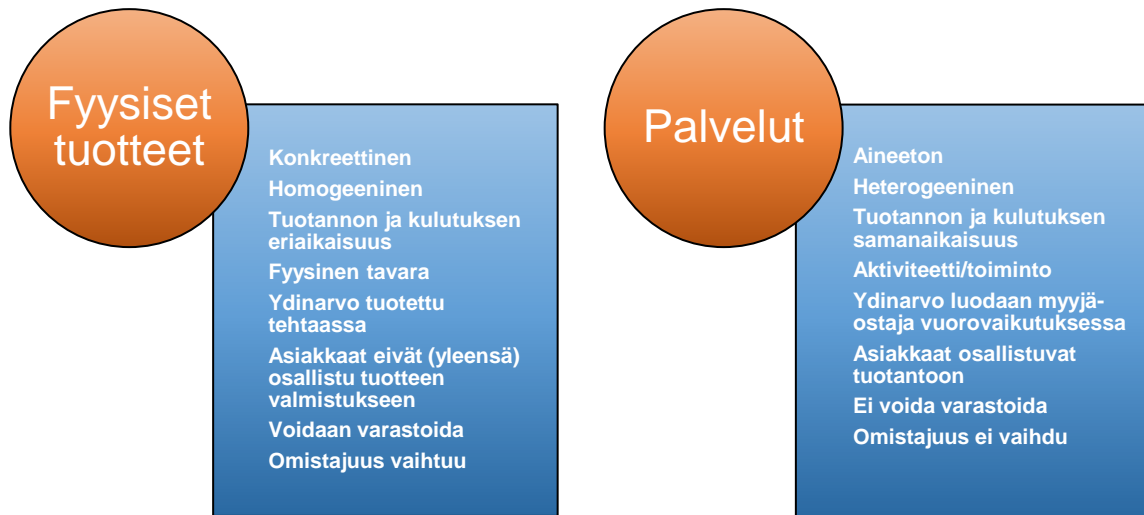 Fyysiset
tuotteet
Konkreettinen
Homogeeninen
Tuotannon ja kulutuksen
eriaikaisuus
Fyysinen tavara
Ydinarvo tuotettu
tehtaassa
Asiakkaat eivät (yleensä)
osallistu tuotteen
valmistukseen
Voidaan varastoida
Omistajuus vaihtuu
Palvelut
Aineeton
Heterogeeninen
Tuotannon ja kulutuksen
samanaikaisuus
Aktiviteetti/toiminto
Ydinarvo luodaan myyjä-
ostaja vuorovaikutuksessa
Asiakkaat osallistuvat
tuotantoon
Ei voida varastoida
Omistajuus ei vaihdu